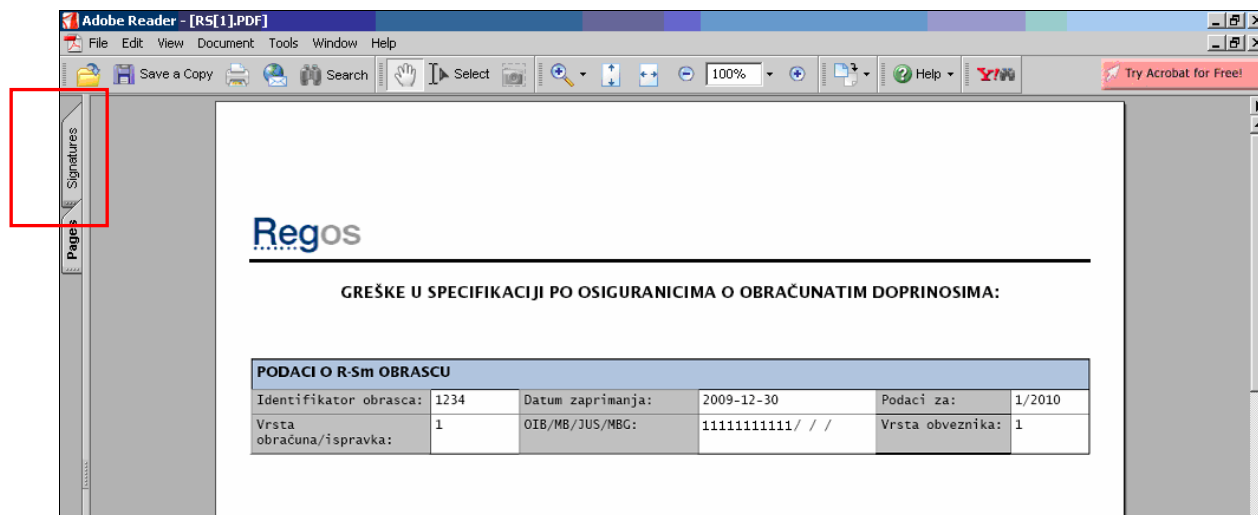 Adobe Reader - [RS[1].PDF]
File Edit View Document Tools Window Help
Save a Copy Search Select 100% Help Y! Try Acrobat for Free!
Signatures
Pages
Regos
GREŠKE U SPECIFIKACIJI PO OSIGURANICIMA O OBRAČUNATIM DOPRINOSIMA:
PODACI O R-Sm OBRASCU
Identifikator obrasca: 1234 Datum zaprimanja: 2009-12-30 Podaci za: 1/2010
Vrsta obračuna/ispravka: 1 OIB/MB/JUS/MBG: 11111111111/ / / Vrsta obveznika: 1